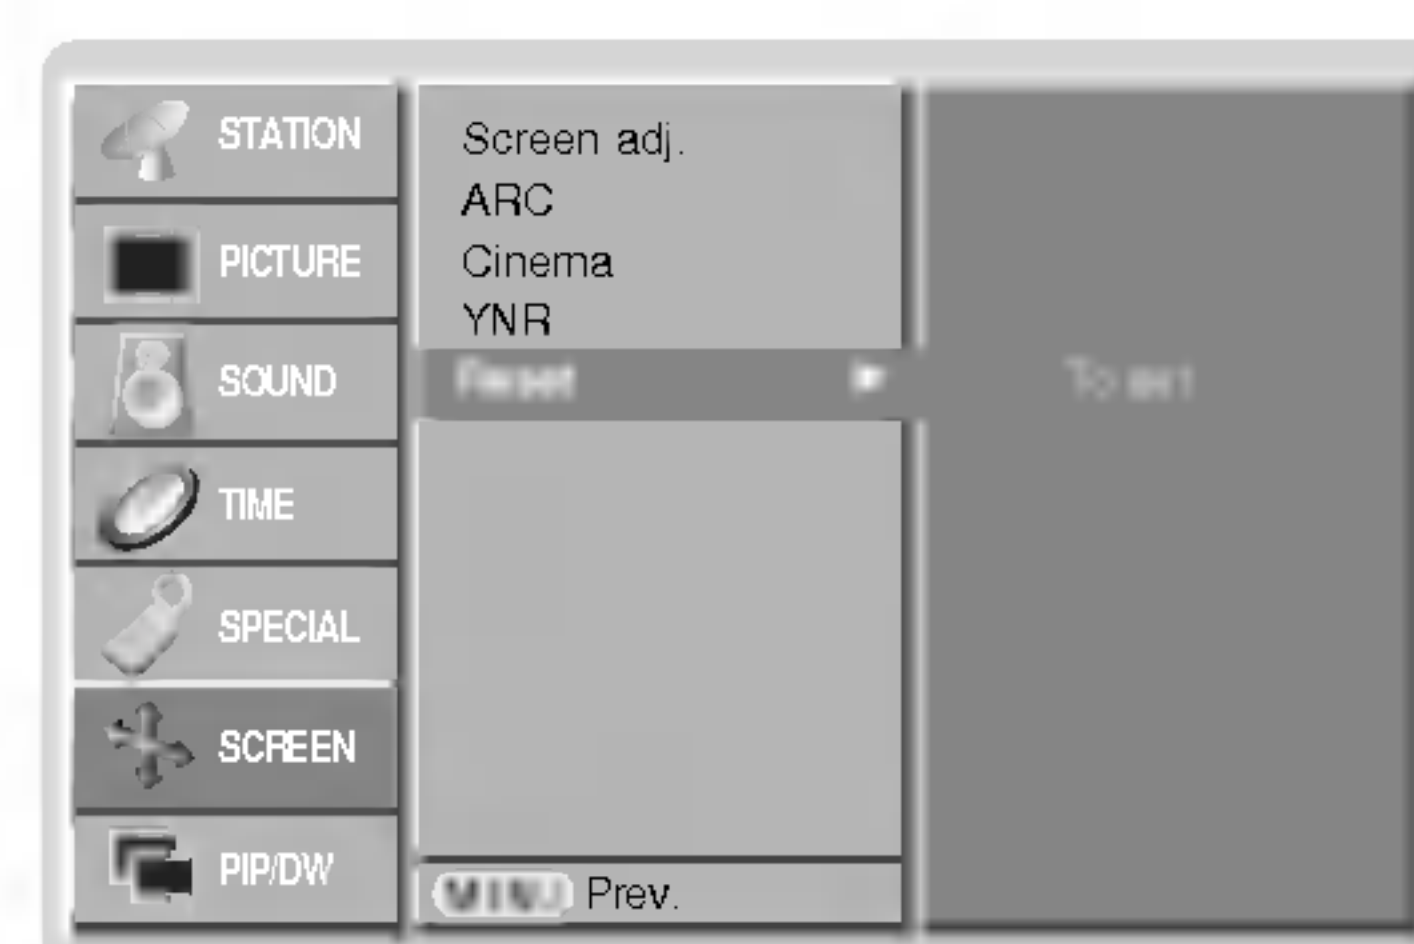 STATION
PICTURE
SOUND
TIME
SPECIAL
SCREEN
PIP/DW
Screen adj.
ARC
Cinema
YNR
Reset
To set
Prev.